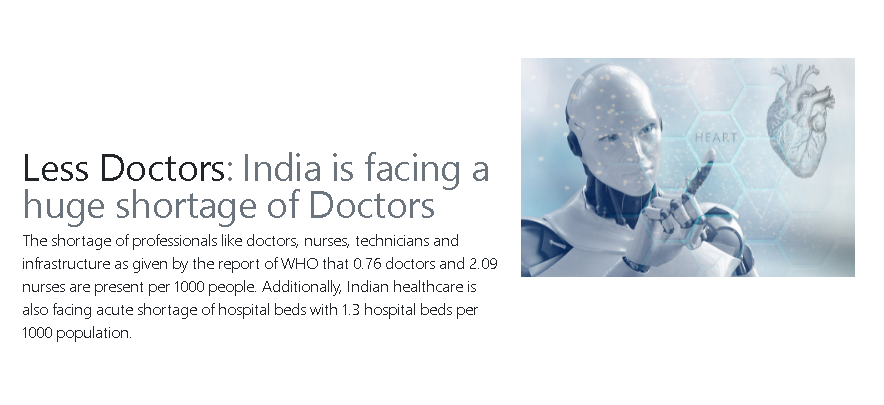 Less Doctors: India is facing a
huge shortage of Doctors
The shortage of professionals like doctors, nurses, technicians and
infrastructure as given by the report of WHO that 0.76 doctors and 2.09
nurses are present per 1000 people. Additionally, Indian healthcare is
also facing acute shortage of hospital beds with 1.3 hospital beds per
1000 population.
HEART